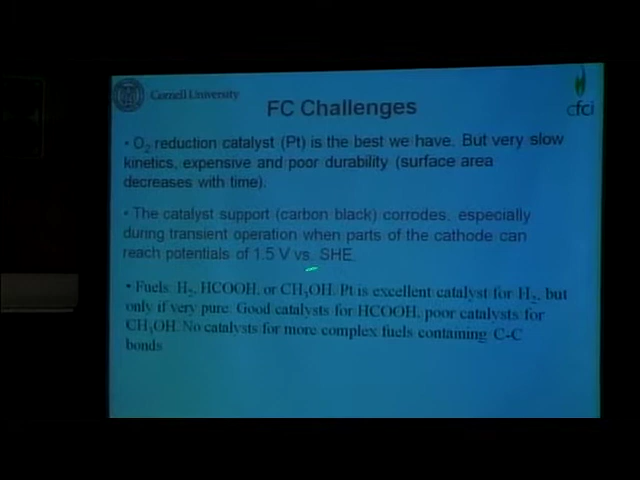 Cornell University
FC Challenges
cfci
• O2 reduction catalyst (Pt) is the best we have. But very slow
kinetics, expensive and poor durability (surface area
decreases with time).
• The catalyst support (carbon black) corrodes, especially
during transient operation when parts of the cathode can
reach potentials of 1.5 V vs. SHE.
• Fuels: H2, HCOOH, or CH3OH. Pt is excellent catalyst for H2, but
only if very pure. Good catalysts for HCOOH, poor catalysts for
CH3OH. No catalysts for more complex fuels containing C-C
bonds